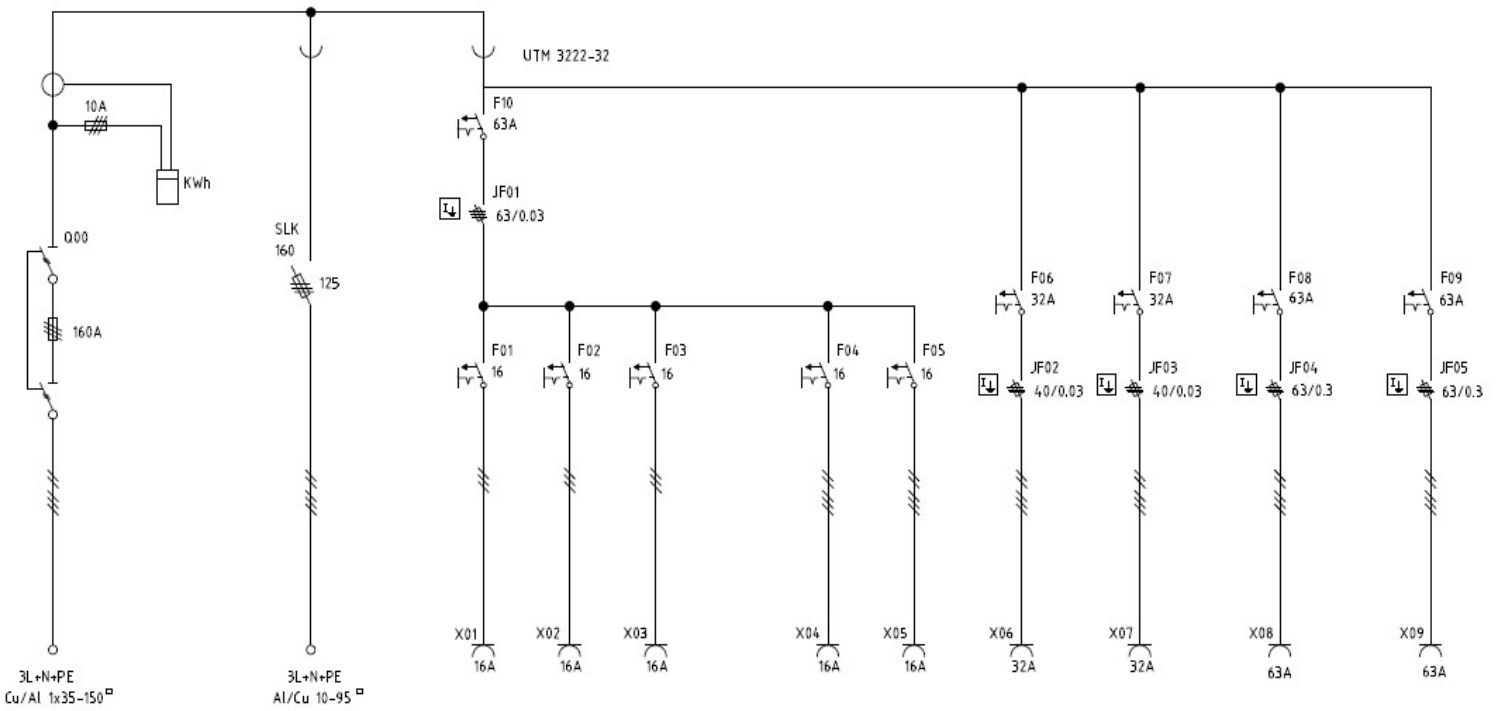 UTM 3222-32
10A
KWh
Q00
160A
SLK
160
125
F10
63A
JF01
63/0.03
F01
16
F02
16
F03
16
F04
16
F05
16
F06
32A
F07
32A
F08
63A
F09
63A
JF02
40/0.03
JF03
40/0.03
JF04
63/0.3
JF05
63/0.3
I
I
I
I
I
X01
16A
X02
16A
X03
16A
X04
16A
X05
16A
X06
32A
X07
32A
X08
63A
X09
63A
3L+N+PE
Cu/Al 1x35-150□
3L+N+PE
Al/Cu 10-95□